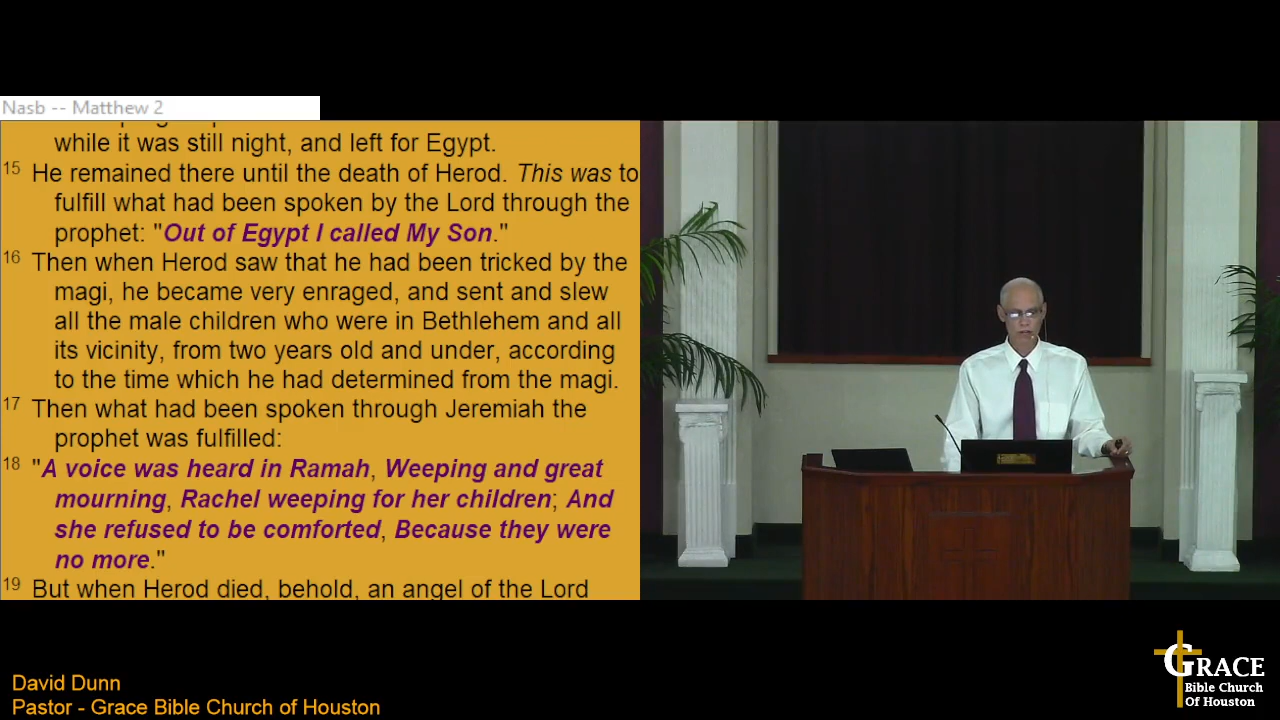 Nasb -- Matthew 2
while it was still night, and left for Egypt.
15 He remained there until the death of Herod. This was to
fulfill what had been spoken by the Lord through the
prophet: "Out of Egypt I called My Son."
16 Then when Herod saw that he had been tricked by the
magi, he became very enraged, and sent and slew
all the male children who were in Bethlehem and all
its vicinity, from two years old and under, according
to the time which he had determined from the magi.
17 Then what had been spoken through Jeremiah the
prophet was fulfilled:
18 "A voice was heard in Ramah, Weeping and great
mourning, Rachel weeping for her children; And
she refused to be comforted, Because they were
no more."
19 But when Herod died, behold, an angel of the Lord
David Dunn
Pastor - Grace Bible Church of Houston
GRACE
Bible Church
Of Houston